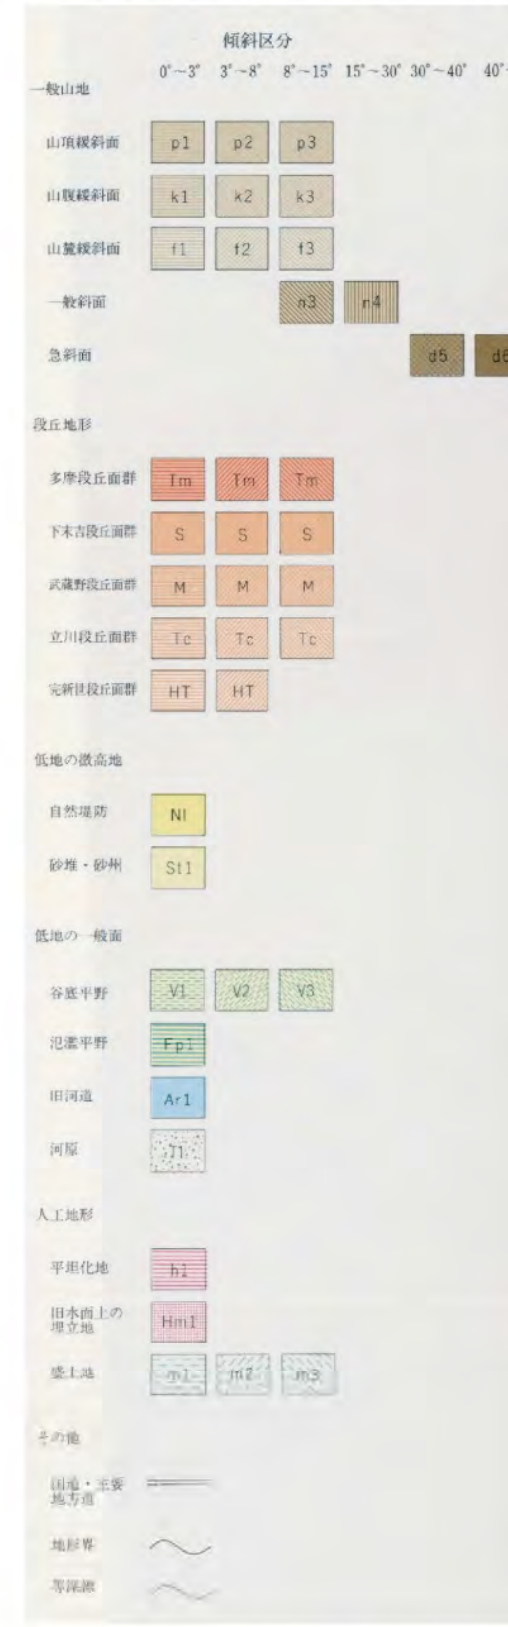 傾斜区分
0°~3° 3°~8° 8°~15° 15°~30° 30°~40° 40°
一般山地
山頂緩斜面 p1 p2 p3
山腹緩斜面 k1 k2 k3
山麓緩斜面 f1 f2 f3
一般斜面 n3 n4
急斜面 d5 d6
段丘地形
多摩段丘面群 Tm Tm Tm
下末吉段丘面群 S S S
武蔵野段丘面群 M M M
立川段丘面群 Tc Tc Tc
完新世段丘面群 HT HT
低地の微高地
自然堤防 Nl
砂堆・砂州 St1
低地の一般面
谷底平野 V1 V2 V3
氾濫平野 Fp1
旧河道 Ar1
河原
人工地形
平坦化地 h1
旧水面上の
埋立地 Hm1
盛土地 m1 m2 m3
その他
国道・主要
地方道
地形界
等深線